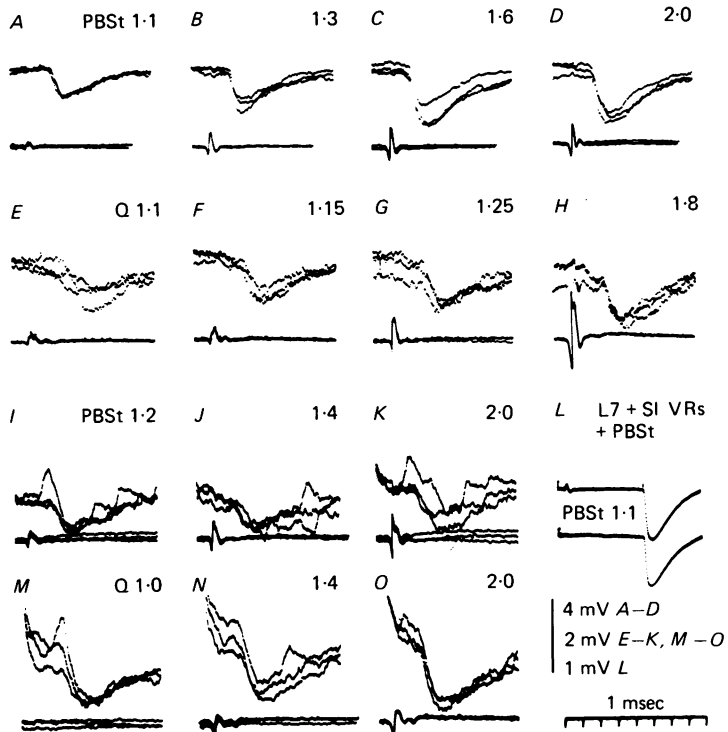 A PBSt 1·1
B 1·3
C 1·6
D 2·0
E Q 1·1
F 1·15
G 1·25
H 1·8
I PBSt 1·2
J 1·4
K 2·0
L L7 + SI VRs
+ PBSt
PBSt 1·1
M Q 1·0
N 1·4
O 2·0
4 mV A–D
2 mV E–K, M–O
1 mV L
1 msec